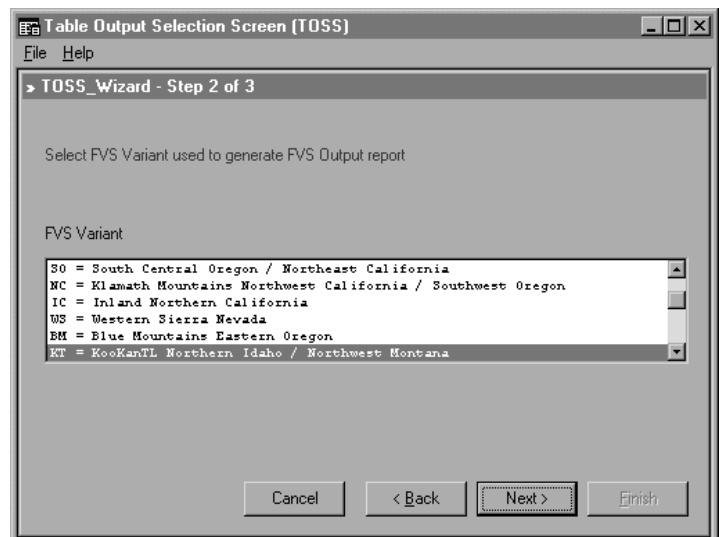 Table Output Selection Screen (TOSS)
File Help
» TOSS_Wizard - Step 2 of 3
Select FVS Variant used to generate FVS Output report
FVS Variant
SO = South Central Oregon / Northeast California
NC = Klamath Mountains Northwest California / Southwest Oregon
IC = Inland Northern California
WS = Western Sierra Nevada
BM = Blue Mountains Eastern Oregon
KT = KooKanTL Northern Idaho / Northwest Montana
Cancel < Back Next > Finish